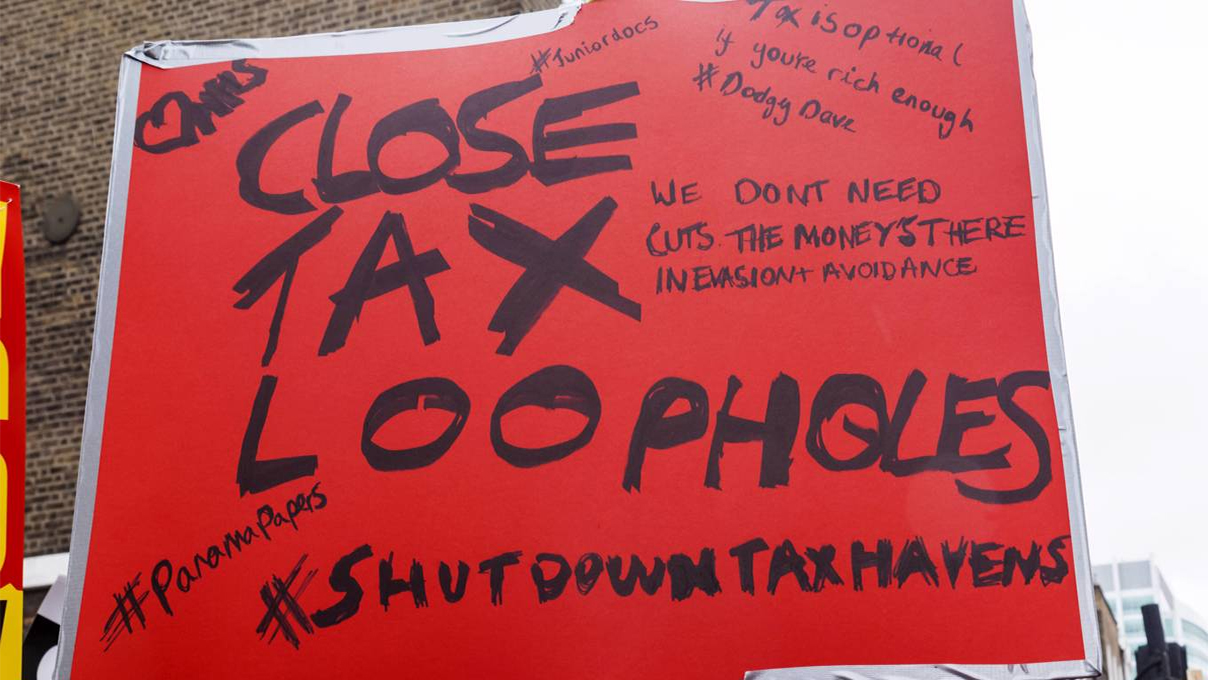 #Juniordocs
Tax is optional
if you're rich enough
#Dodgy Dave
CLOSE
TAX
LOOPHOLES
WE DONT NEED
CUTS THE MONEY'S THERE
IN EVASION + AVOIDANCE
#PanamaPapers
#SHUTDOWNTAXHAVENS